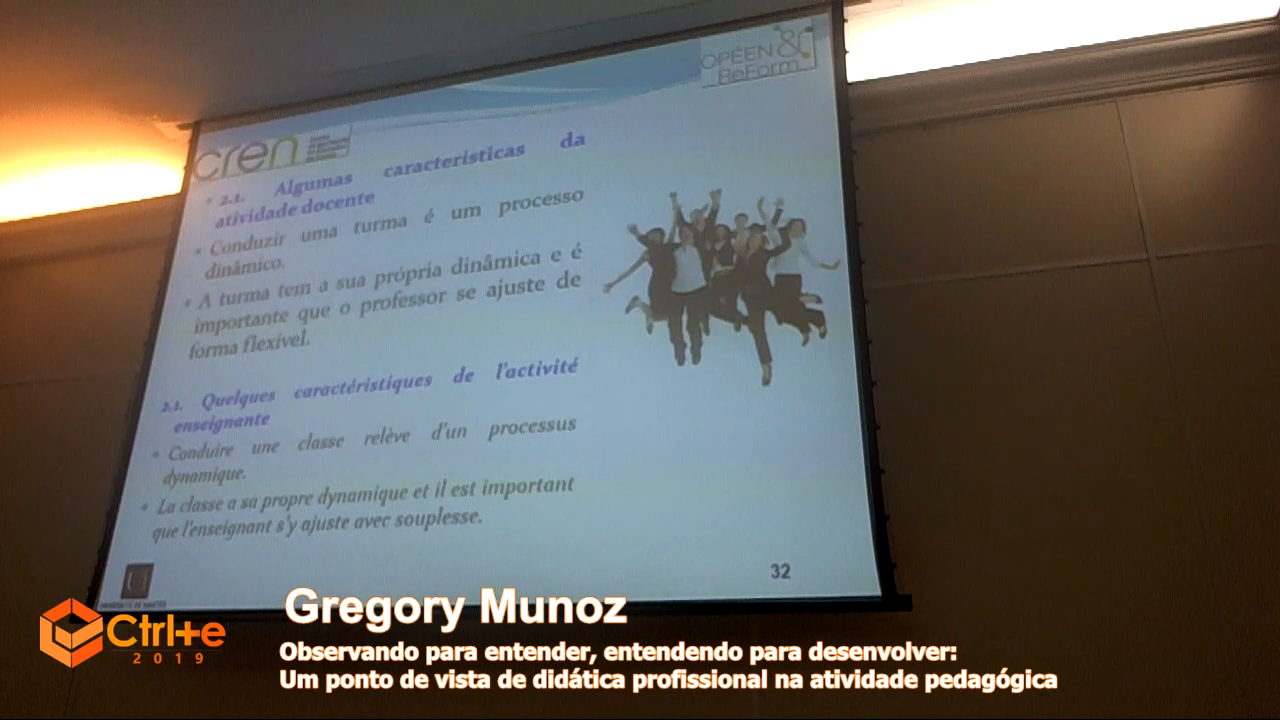 OPÉEN &
ReForm
cren
2.1. Algumas características da
atividade docente
• Conduzir uma turma é um processo
dinâmico.
• A turma tem a sua própria dinâmica e é
importante que o professor se ajuste de
forma flexível.
2.1. Quelques caractéristiques de l'activité
enseignante
• Conduire une classe relève d'un processus
dynamique.
• La classe a sa propre dynamique et il est important
que l'enseignant s'y ajuste avec souplesse.
32
Gregory Munoz
Ctrl+e
2019
Observando para entender, entendendo para desenvolver:
Um ponto de vista de didática profissional na atividade pedagógica